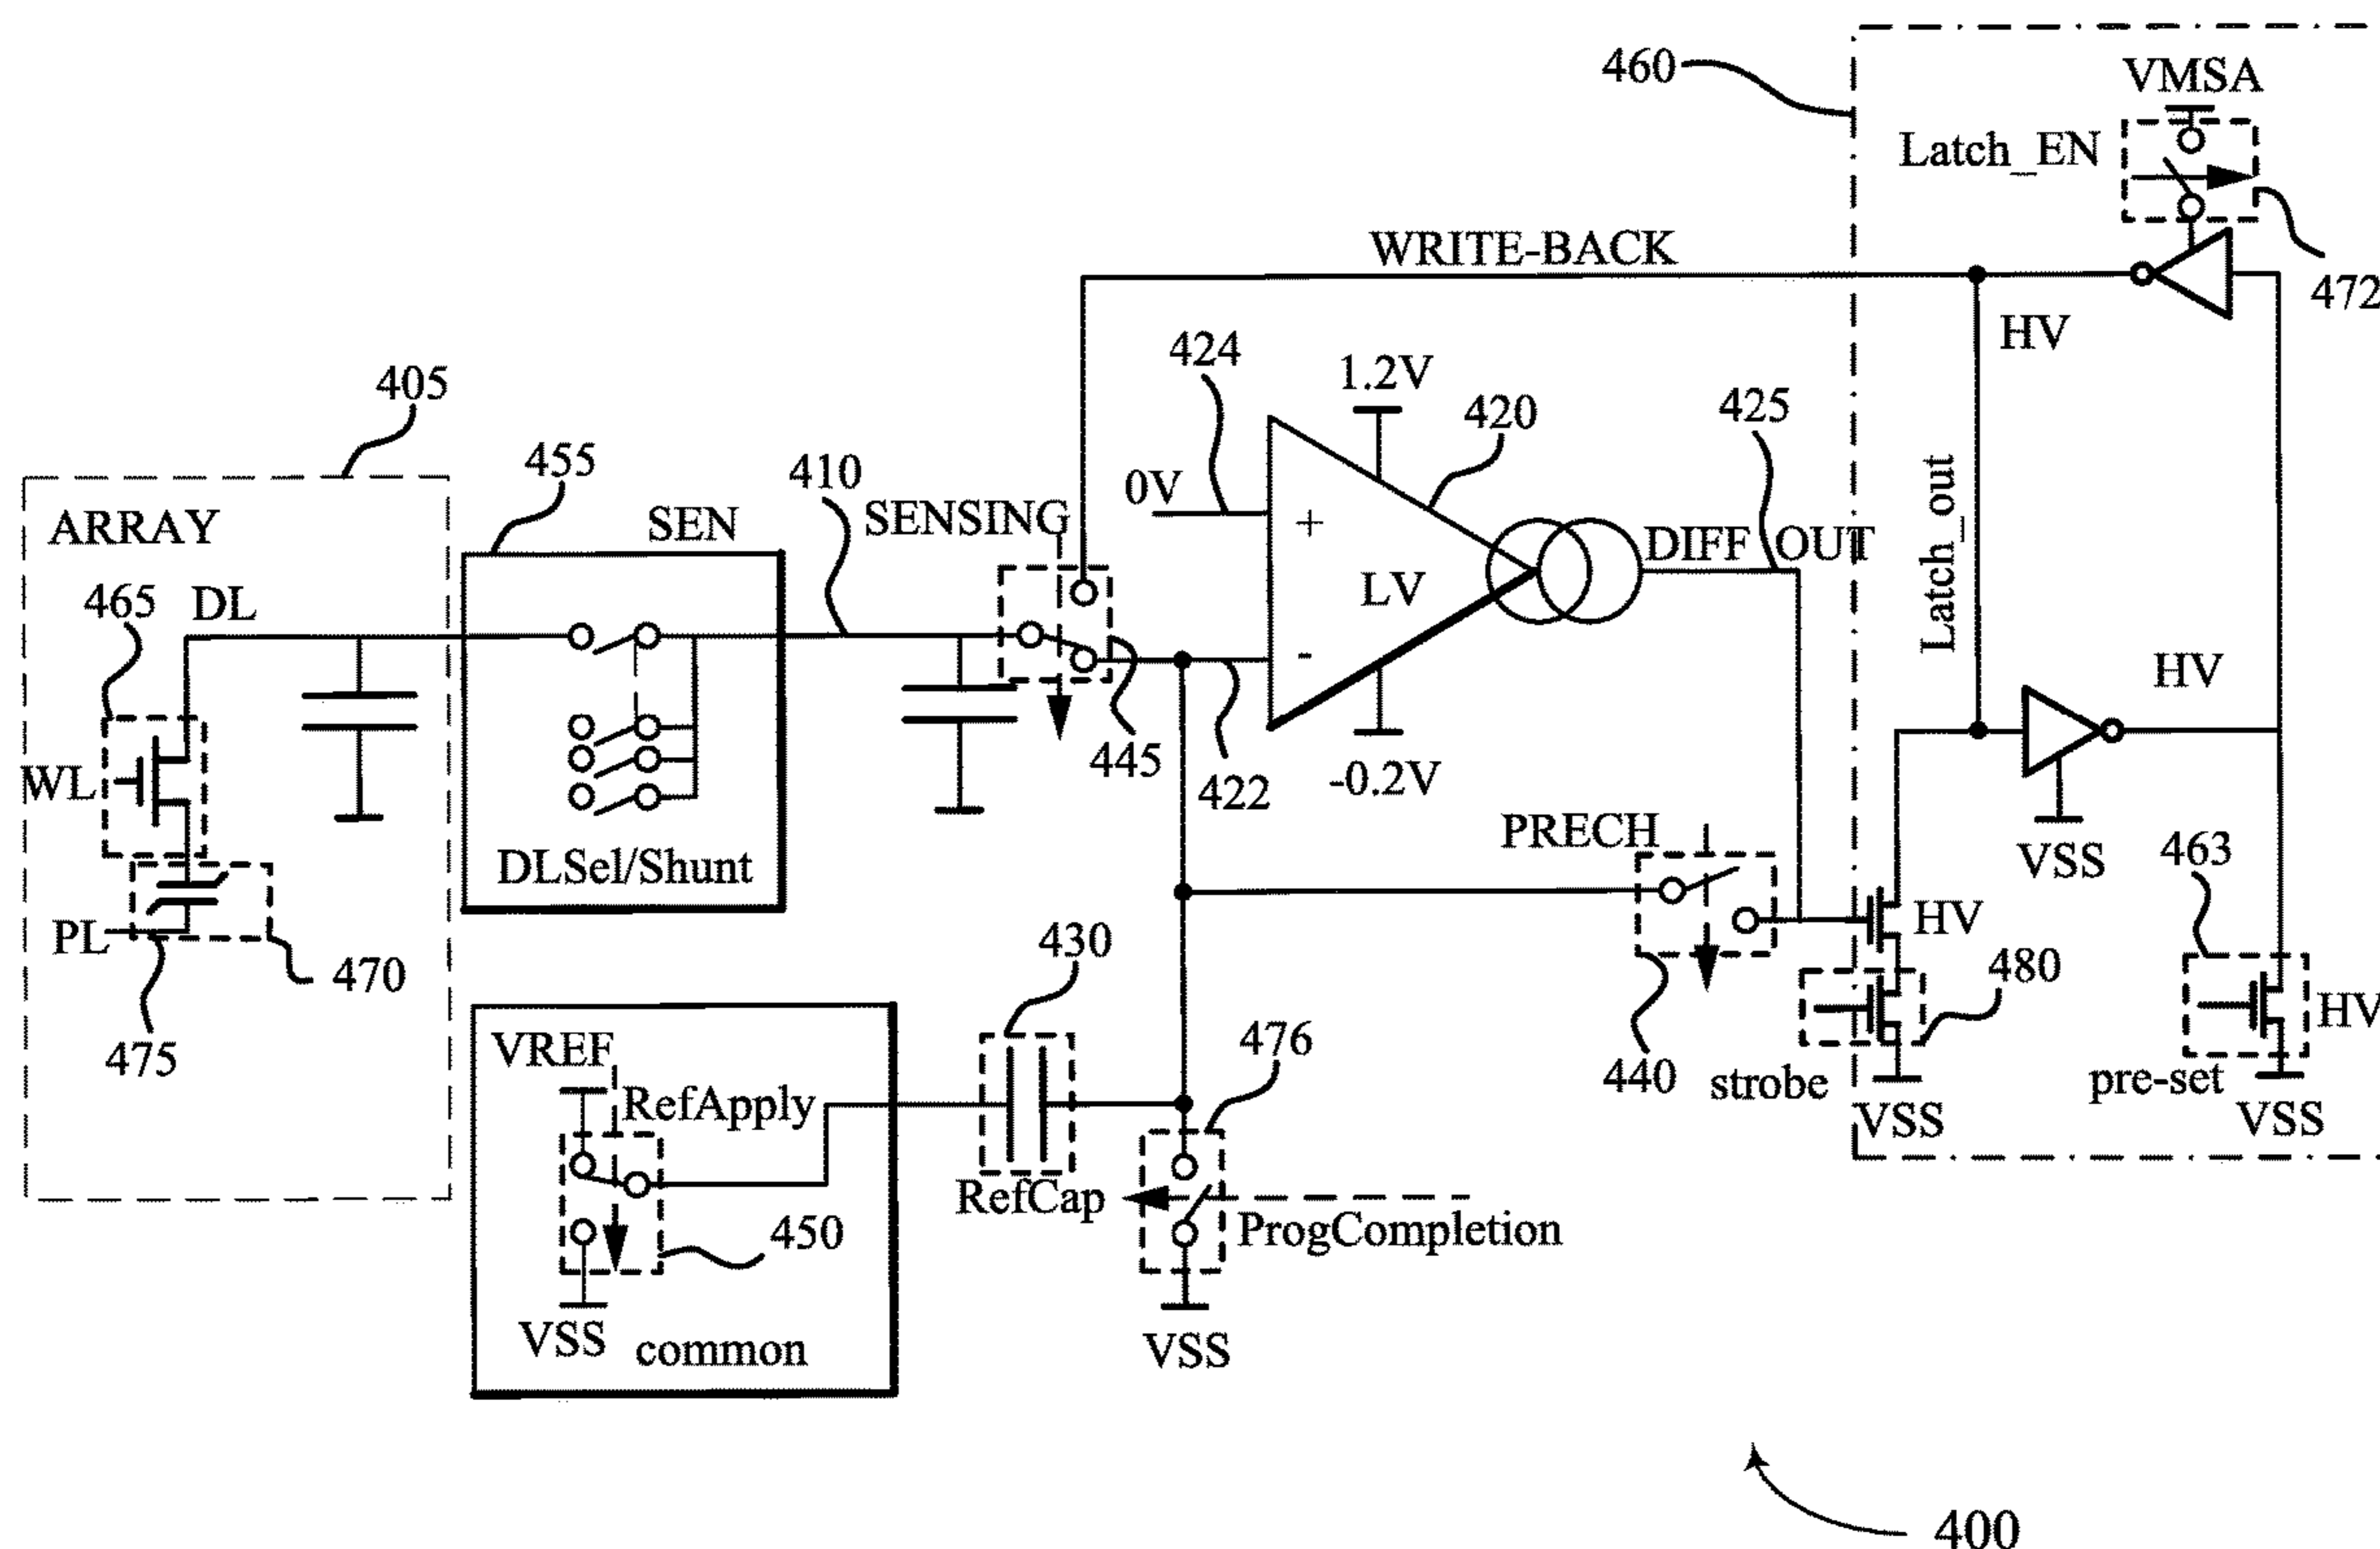 460
VMSA
Latch_EN
472
WRITE-BACK
HV
424
1.2V
420
425
405
455
410
SENSING
0V
+
-
LV
DIFF_OUT
Latch_out
ARRAY
SEN
465
DL
WL
PL
470
475
DLSel/Shunt
445
422
-0.2V
HV
VSS
463
PRECH
HV
480
440
strobe
VSS
pre-set
HV
VSS
430
476
VREF
RefApply
RefCap
ProgCompletion
450
VSS
common
VSS
400